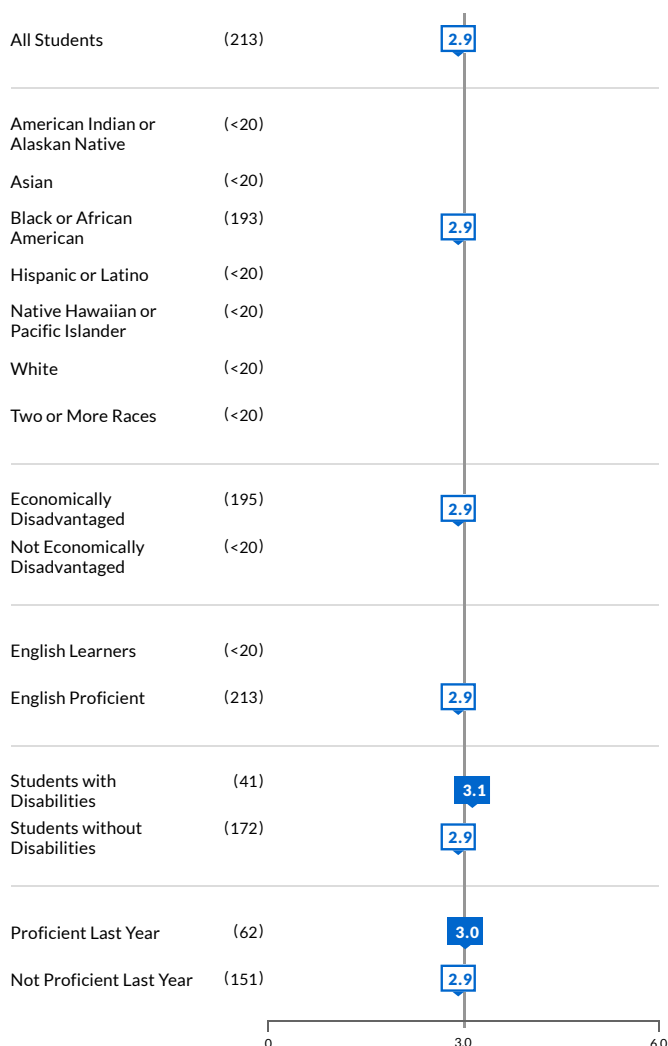 All Students (213) 2.9
American Indian or (<20)
Alaskan Native
Asian (<20)
Black or African (193) 2.9
American
Hispanic or Latino (<20)
Native Hawaiian or (<20)
Pacific Islander
White (<20)
Two or More Races (<20)
Economically (195) 2.9
Disadvantaged
Not Economically (<20)
Disadvantaged
English Learners (<20)
English Proficient (213) 2.9
Students with (41) 3.1
Disabilities
Students without (172) 2.9
Disabilities
Proficient Last Year (62) 3.0
Not Proficient Last Year (151) 2.9
0 3.0 6.0